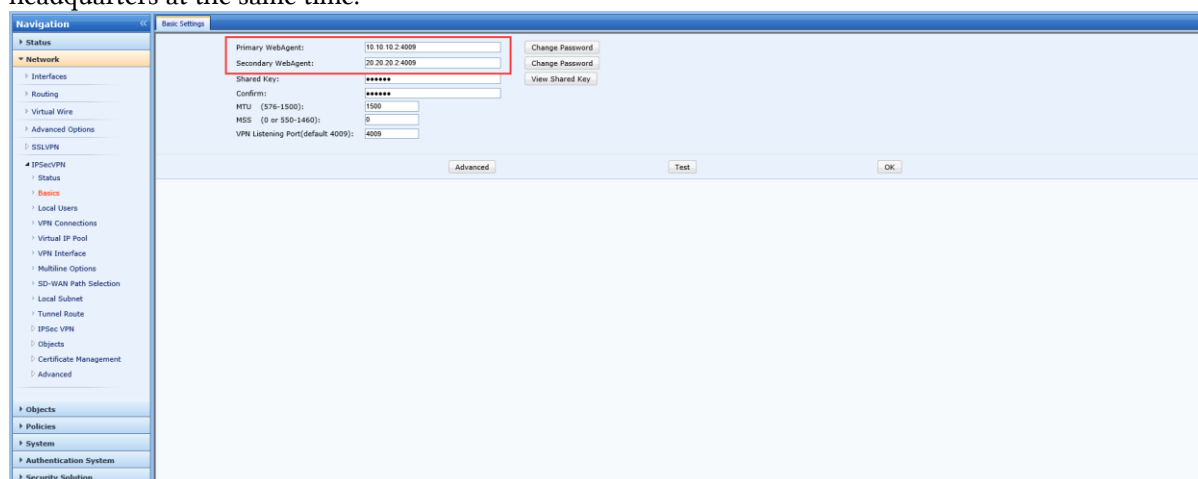 headquarters at the same time.
Navigation
Basic Settings
Status
Network
Interfaces
Routing
Virtual Wire
Advanced Options
SSLVPN
IPSecVPN
Status
Basics
Local Users
VPN Connections
Virtual IP Pool
VPN Interface
Multiline Options
SD-WAN Path Selection
Local Subnet
Tunnel Route
IPSec VPN
Objects
Certificate Management
Advanced
Objects
Policies
System
Authentication System
Security Solution
Primary WebAgent: 10.10.10.2:4009 Change Password
Secondary WebAgent: 20.20.20.2:4009 Change Password
Shared Key: •••••• View Shared Key
Confirm: ••••••
MTU (576-1500): 1500
MSS (0 or 550-1460): 0
VPN Listening Port(default 4009): 4009
Advanced Test OK